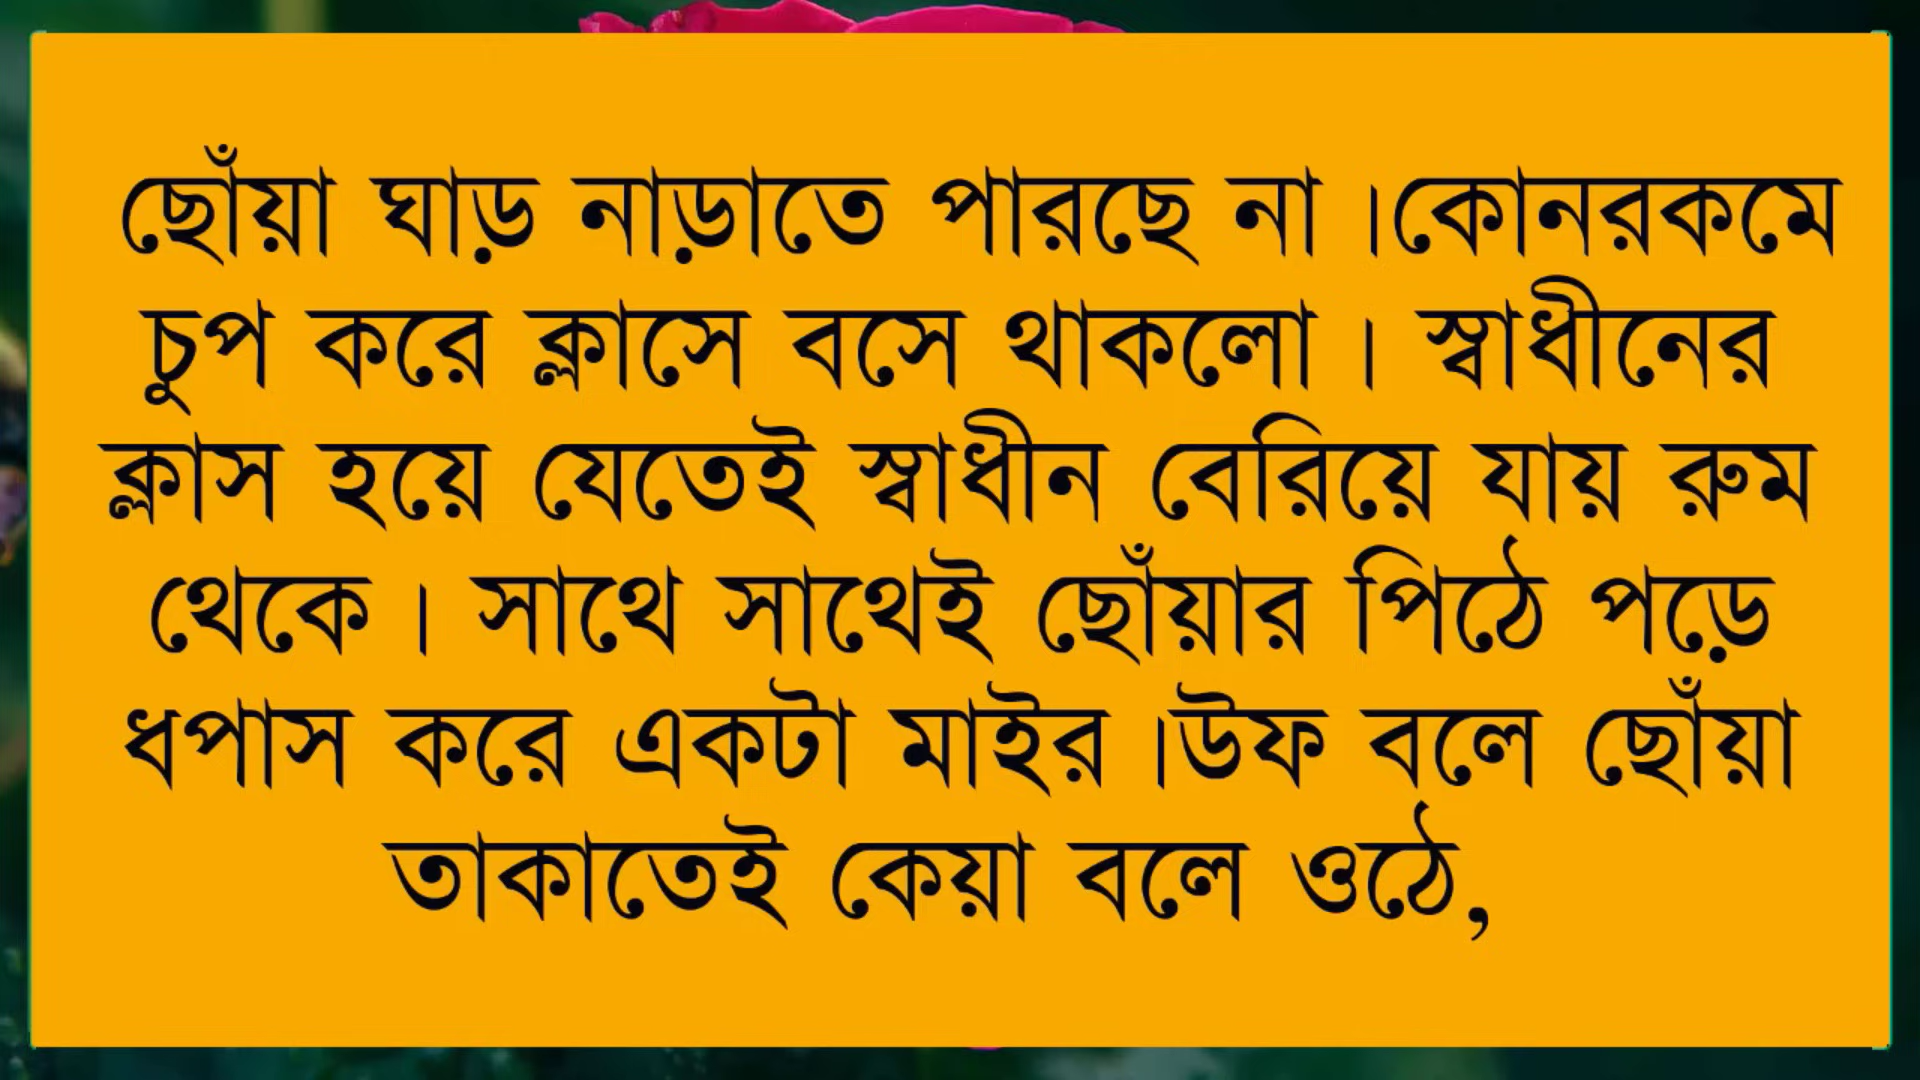 ছোঁয়া ঘাড় নাড়াতে পারছে না ।কোনরকমে
চুপ করে ক্লাসে বসে থাকলো । স্বাধীনের
ক্লাস হয়ে যেতেই স্বাধীন বেরিয়ে যায় রুম
থেকে । সাথে সাথেই ছোঁয়ার পিঠে পড়ে
ধপাস করে একটা মাইর ।উফ বলে ছোঁয়া
তাকাতেই কেয়া বলে ওঠে,